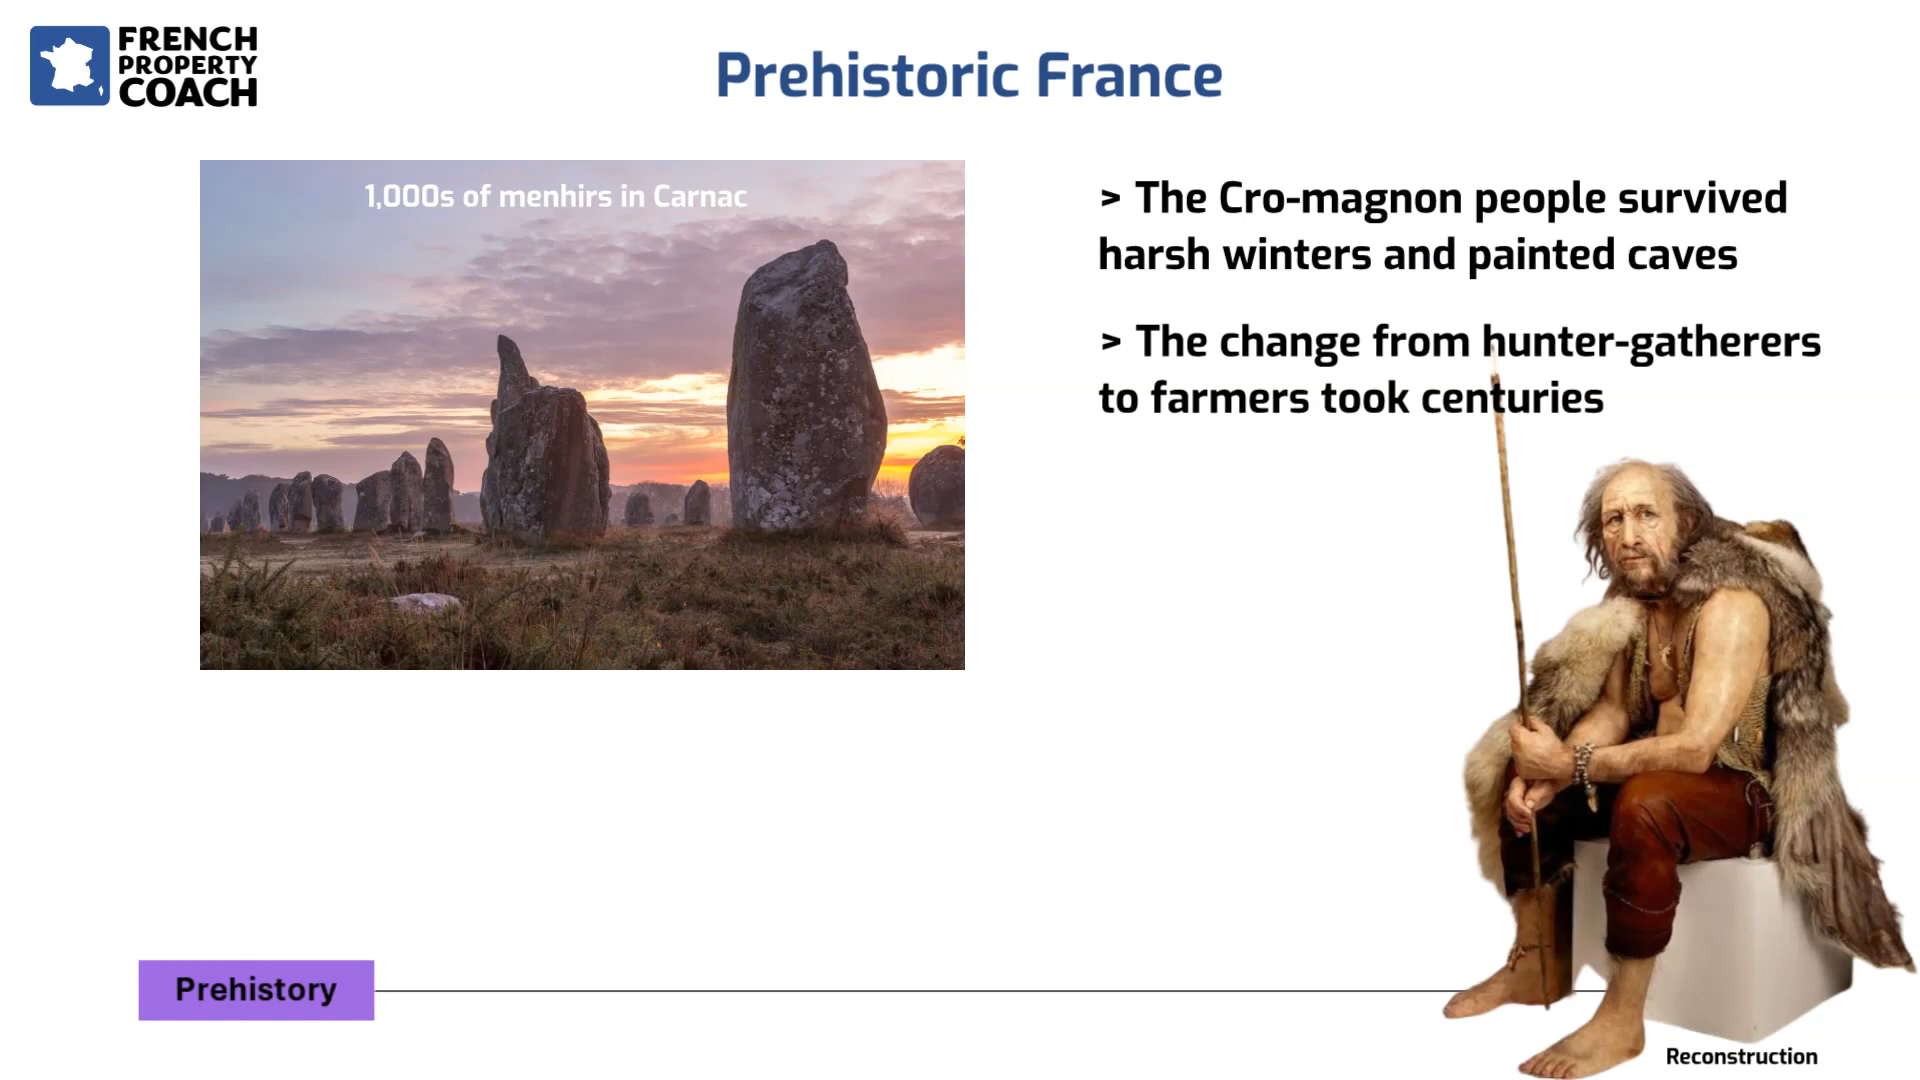 FRENCH
PROPERTY
COACH
Prehistoric France
1,000s of menhirs in Carnac
> The Cro-magnon people survived
harsh winters and painted caves
> The change from hunter-gatherers
to farmers took centuries
Prehistory
Reconstruction